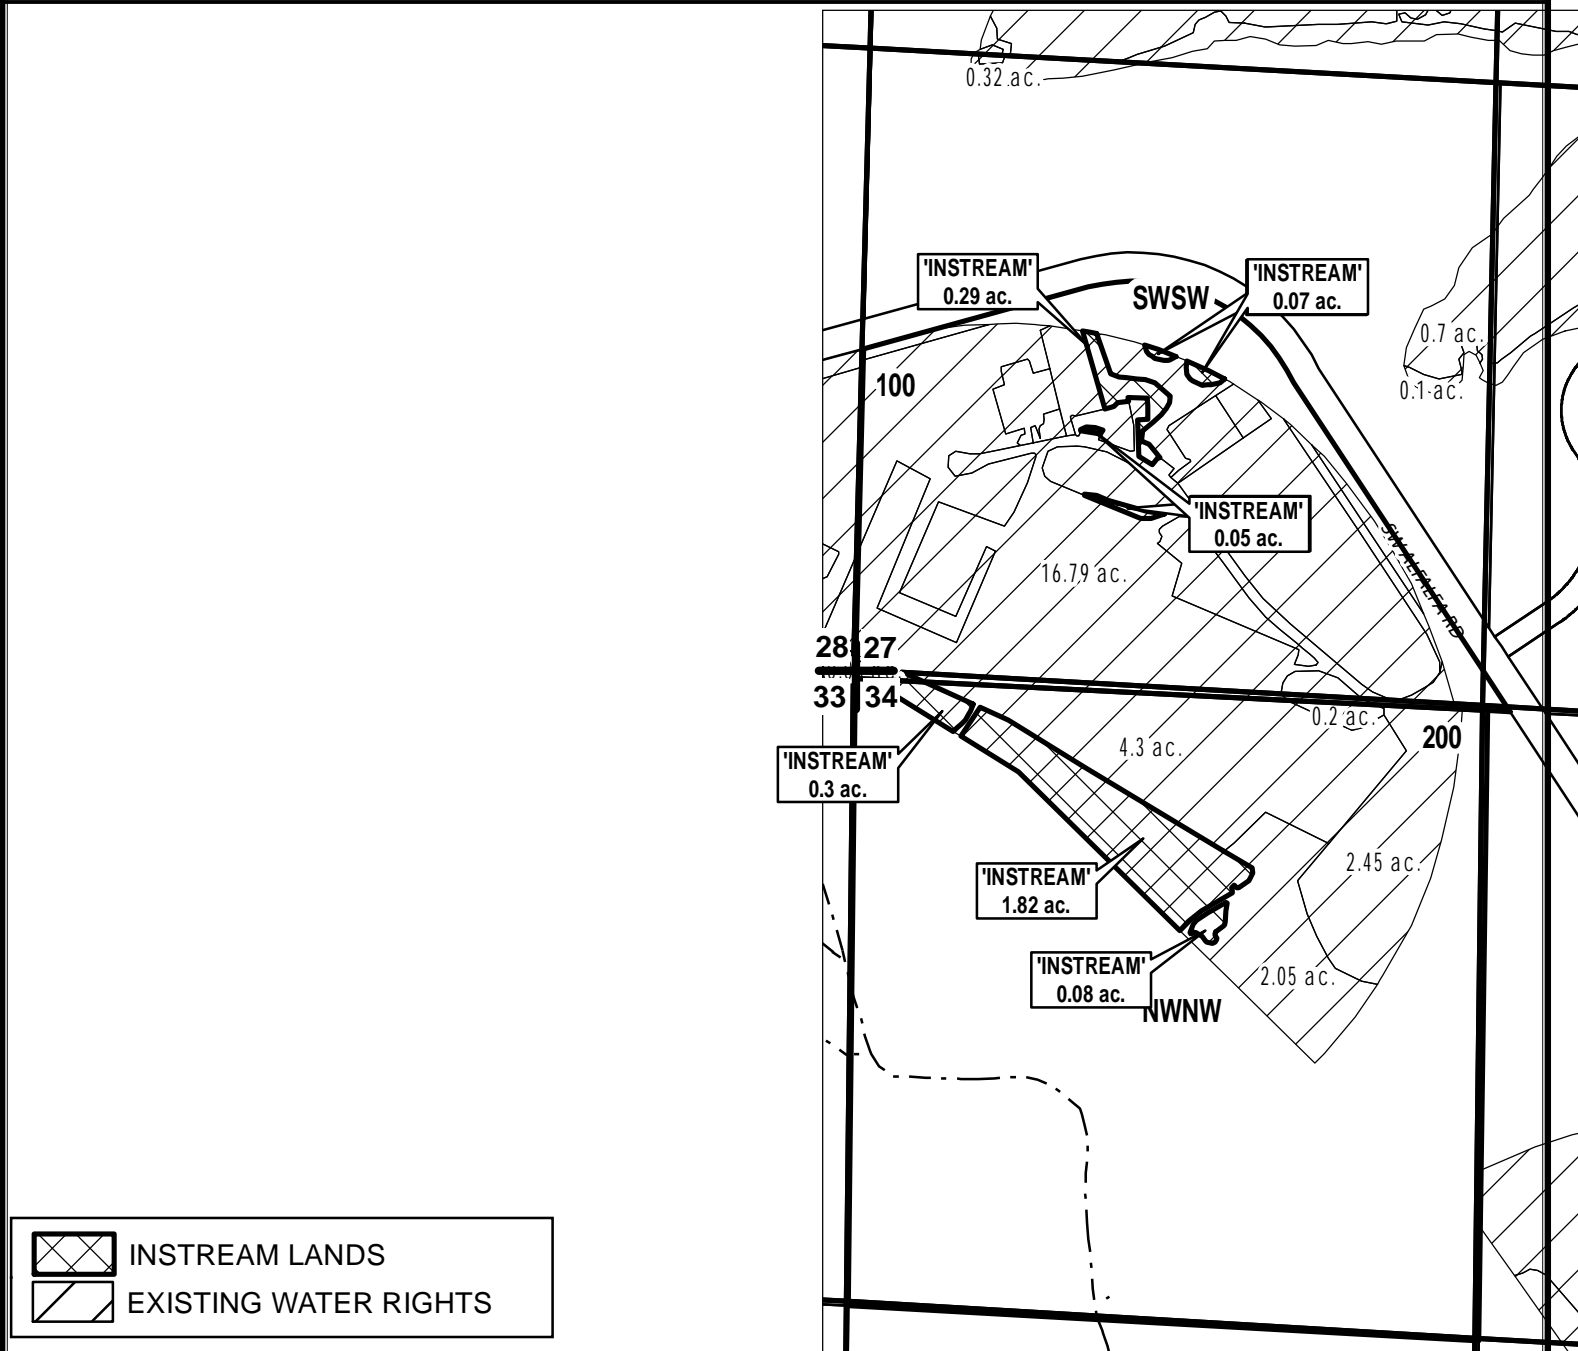 0.32 ac.
'INSTREAM'
0.29 ac.
SWSW
'INSTREAM'
0.07 ac.
0.7 ac.
0.1 ac.
100
'INSTREAM'
0.05 ac.
SW ALFALFA RD
16.79 ac.
28 27
33 34
0.2 ac.
200
4.3 ac.
'INSTREAM'
0.3 ac.
2.45 ac.
'INSTREAM'
1.82 ac.
'INSTREAM'
0.08 ac.
2.05 ac.
NWNW
INSTREAM LANDS
EXISTING WATER RIGHTS